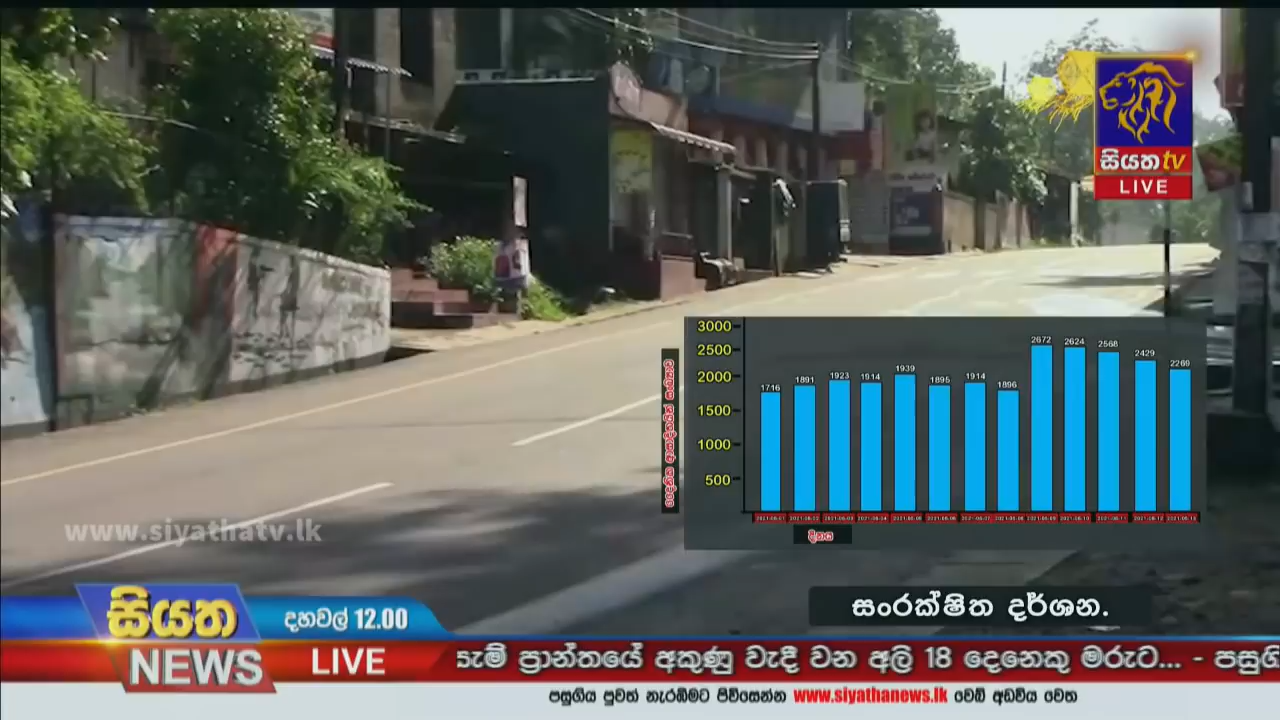 සියත tv
LIVE
3000
2500
2000
1500
1000
500
1716 1891 1923 1914 1939 1895 1914 1896 2672 2624 2568 2429 2269
දිනය
www.siyathatv.lk
සංරක්ෂිත දර්ශන.
සියත
දහවල් 12.00
NEWS
LIVE
සැම් ප්‍රාන්තයේ අකුණු වැදී වන අලි 18 දෙනෙකු මරුට... - පසුගි
පසුගිය පුවත් නැරඹීමට පිවිසෙන්න www.siyathanews.lk වෙබ් අඩවිය වෙත